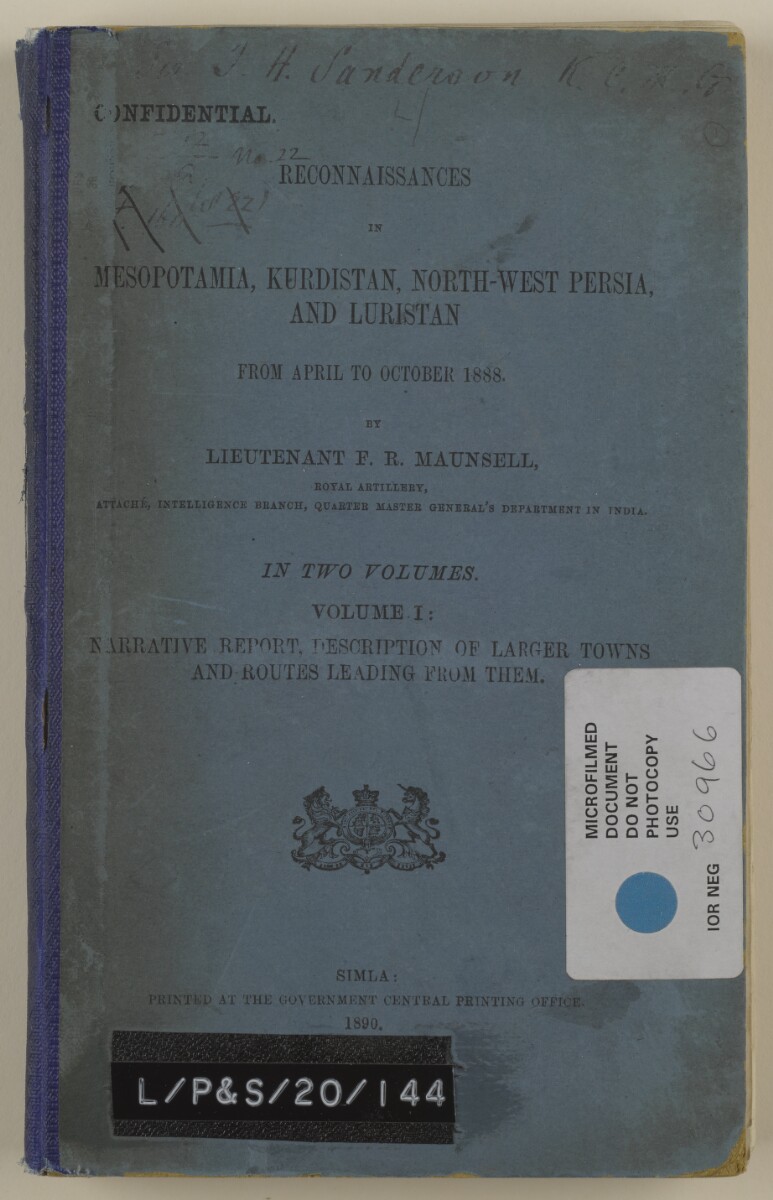 Sir T. H. Sanderson K. C. M. G
CONFIDENTIAL.
No. 22
RECONNAISSANCES
IN
MESOPOTAMIA, KURDISTAN, NORTH-WEST PERSIA,
AND LURISTAN
FROM APRIL TO OCTOBER 1888.
BY
LIEUTENANT F. R. MAUNSELL,
ROYAL ARTILLERY,
ATTACHÉ, INTELLIGENCE BRANCH, QUARTER MASTER GENERAL'S DEPARTMENT IN INDIA.
IN TWO VOLUMES.
VOLUME I:
NARRATIVE REPORT, DESCRIPTION OF LARGER TOWNS
AND ROUTES LEADING FROM THEM.
MICROFILMED
DOCUMENT
DO NOT
PHOTOCOPY
USE
IOR NEG 30966
SIMLA:
PRINTED AT THE GOVERNMENT CENTRAL PRINTING OFFICE.
1890.
L/P&S/20/144